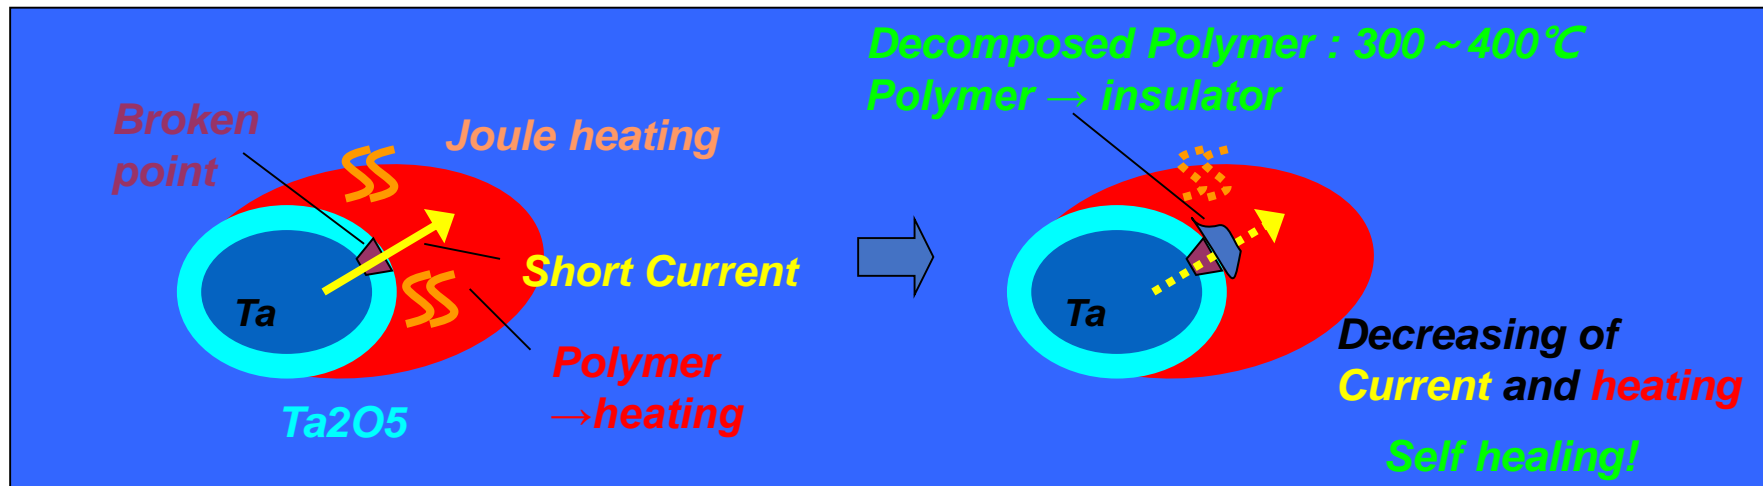 Broken
point
Joule heating
Short Current
Ta
Polymer
→heating
Ta2O5
Decomposed Polymer : 300～400℃
Polymer → insulator
Ta
Decreasing of
Current and heating
Self healing!